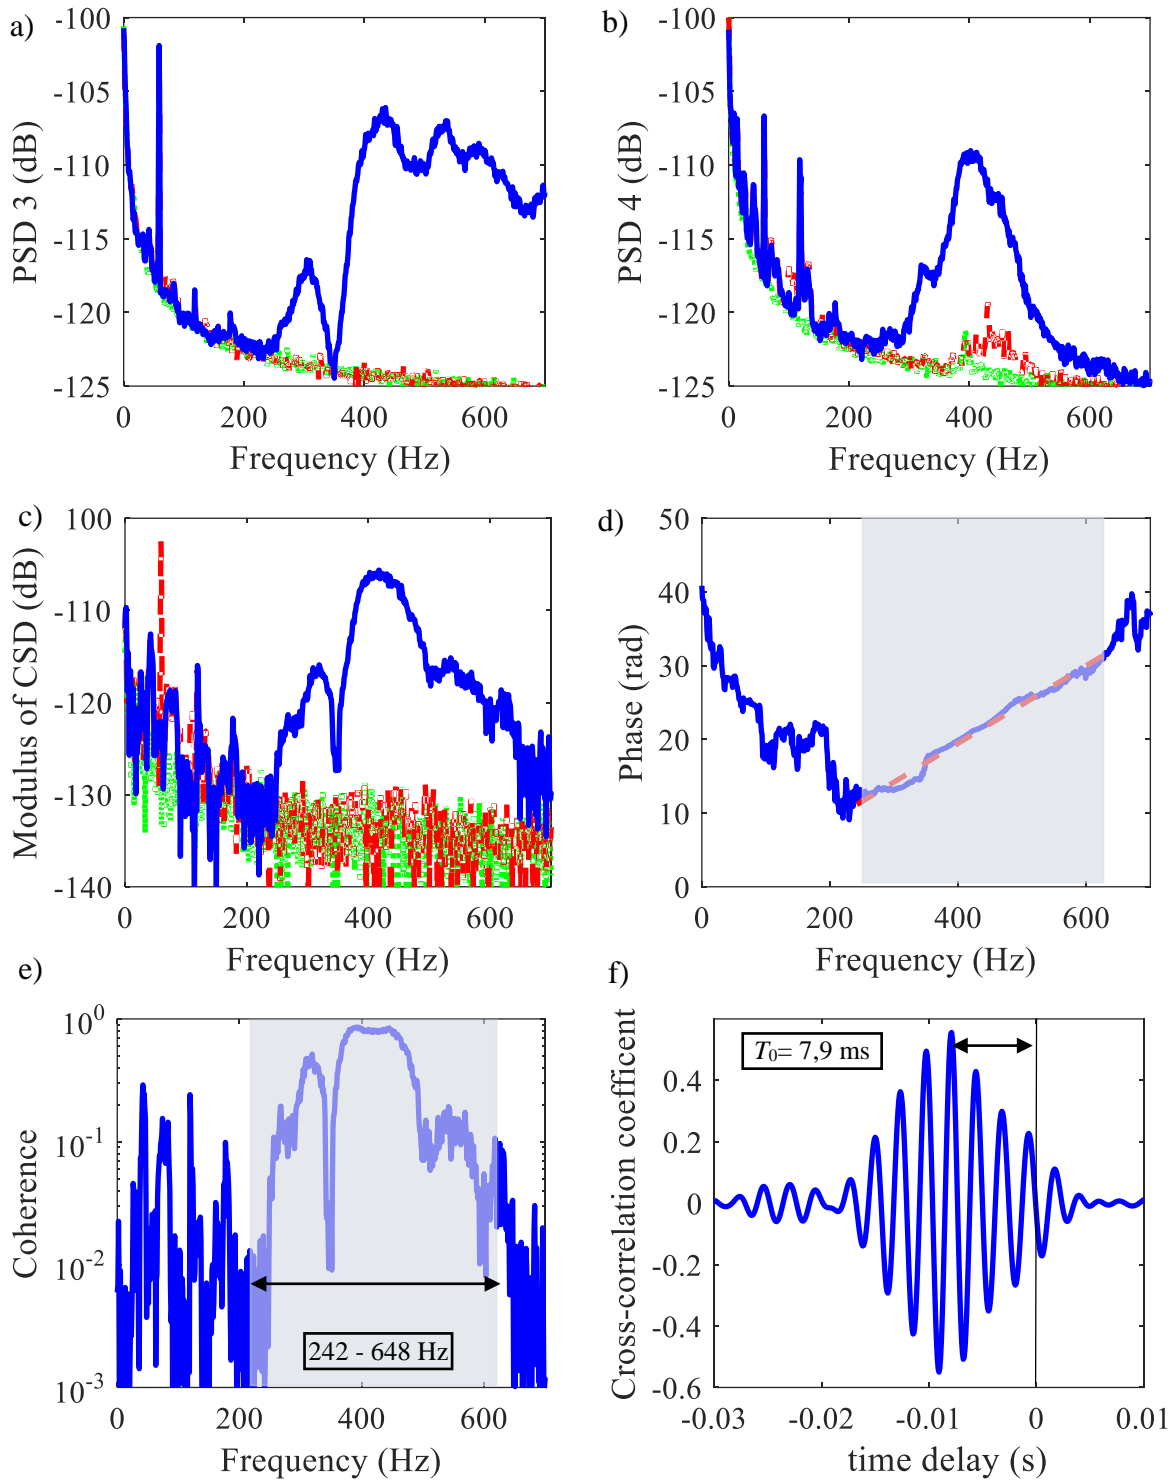 a)
PSD 3 (dB)
-100
-105
-110
-115
-120
-125
0 200 400 600
Frequency (Hz)
b)
PSD 4 (dB)
-100
-105
-110
-115
-120
-125
0 200 400 600
Frequency (Hz)
c)
Modulus of CSD (dB)
100
-110
-120
-130
-140
0 200 400 600
Frequency (Hz)
d)
Phase (rad)
50
40
30
20
10
0
0 200 400 600
Frequency (Hz)
e)
Coherence
10^0
10^-1
10^-2
10^-3
242 - 648 Hz
0 200 400 600
Frequency (Hz)
f)
Cross-correlation coefficent
T0= 7,9 ms
0.4
0.2
0
-0.2
-0.4
-0.6
-0.03 -0.02 -0.01 0 0.01
time delay (s)